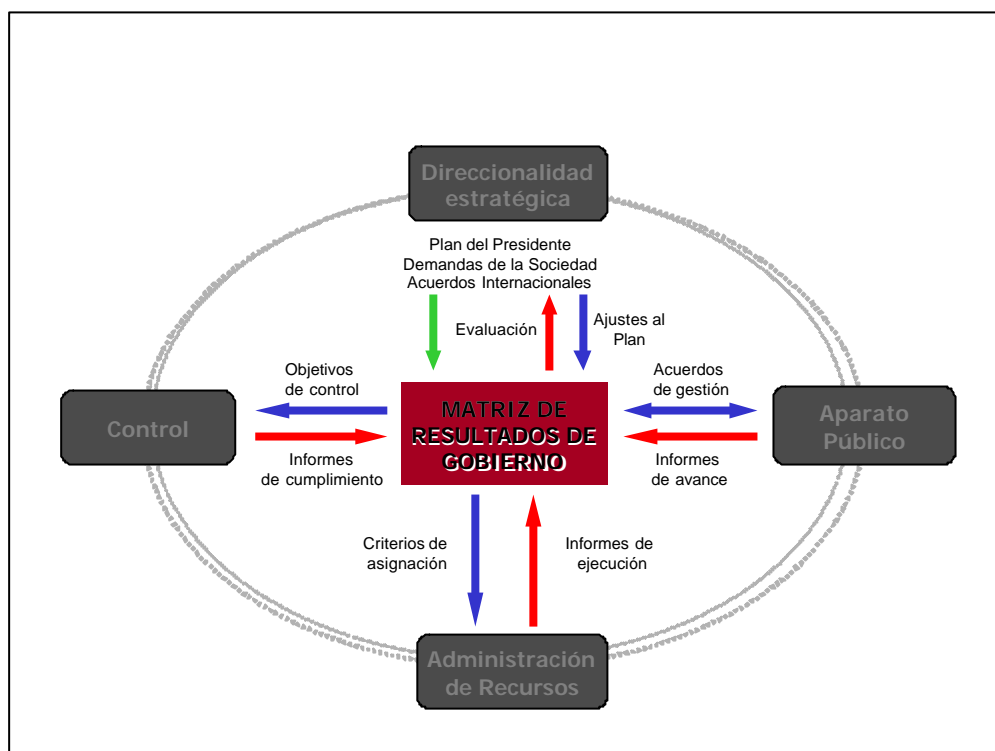 Direccionalidad
estratégica
Plan del Presidente
Demandas de la Sociedad
Acuerdos Internacionales
Evaluación
Ajustes al
Plan
Objetivos
de control
Acuerdos
de gestión
Control
MATRIZ DE
RESULTADOS DE
GOBIERNO
Aparato
Público
Informes
de cumplimiento
Informes
de avance
Criterios de
asignación
Informes de
ejecución
Administración
de Recursos